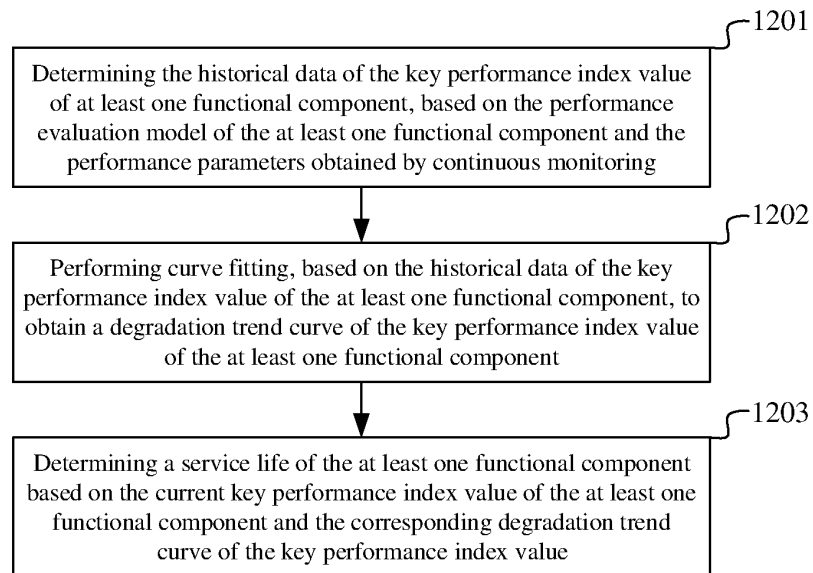 1201
Determining the historical data of the key performance index value
of at least one functional component, based on the performance
evaluation model of the at least one functional component and the
performance parameters obtained by continuous monitoring
1202
Performing curve fitting, based on the historical data of the key
performance index value of the at least one functional component, to
obtain a degradation trend curve of the key performance index value
of the at least one functional component
1203
Determining a service life of the at least one functional component
based on the current key performance index value of the at least one
functional component and the corresponding degradation trend
curve of the key performance index value